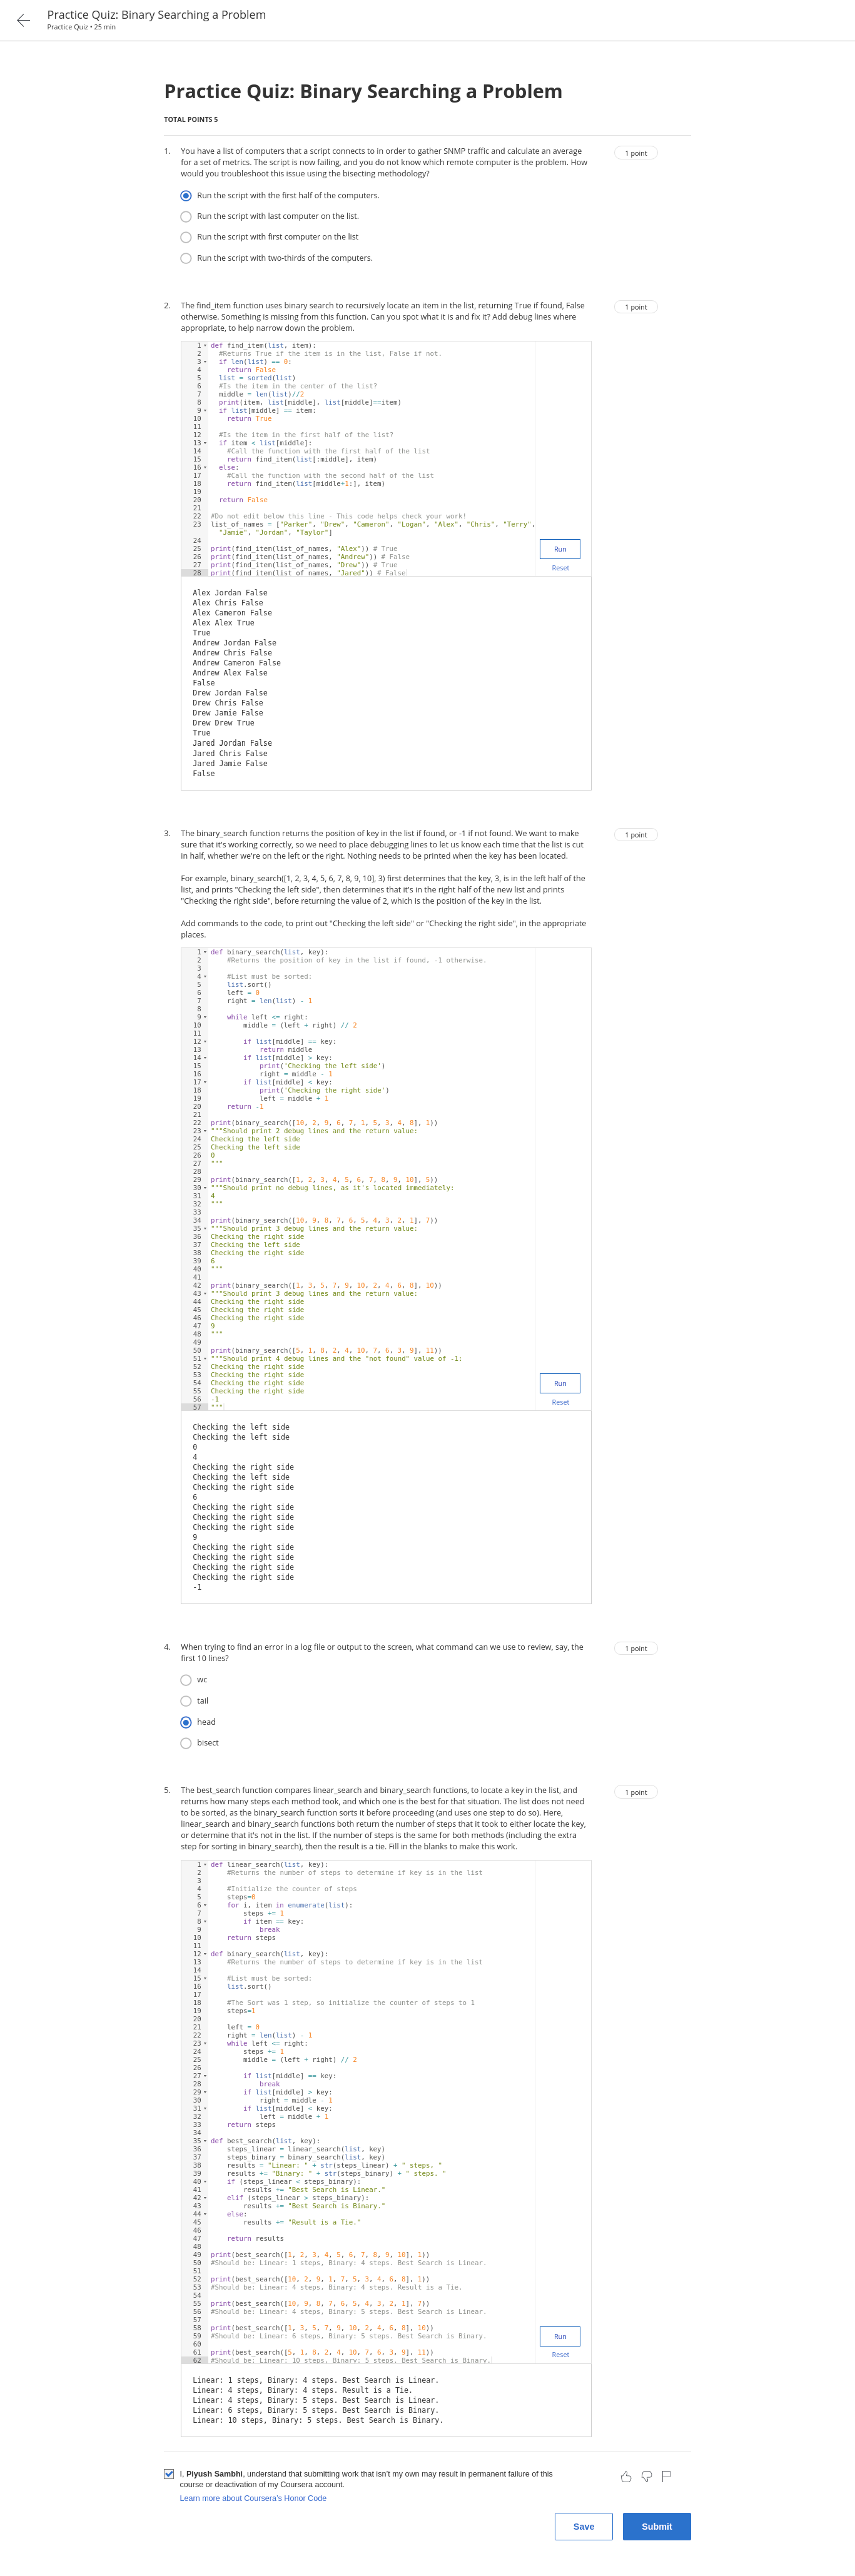 Practice Quiz: Binary Searching a Problem
Practice Quiz • 25 min
Practice Quiz: Binary Searching a Problem
TOTAL POINTS 5
1. You have a list of computers that a script connects to in order to gather SNMP traffic and calculate an average
for a set of metrics. The script is now failing, and you do not know which remote computer is the problem. How
would you troubleshoot this issue using the bisecting methodology?
1 point
Run the script with the first half of the computers.
Run the script with last computer on the list.
Run the script with first computer on the list
Run the script with two-thirds of the computers.
2. The find_item function uses binary search to recursively locate an item in the list, returning True if found, False
otherwise. Something is missing from this function. Can you spot what it is and fix it? Add debug lines where
appropriate, to help narrow down the problem.
1 point
1 def find_item(list, item):
2   #Returns True if the item is in the list, False if not.
3   if len(list) == 0:
4     return False
5   list = sorted(list)
6   #Is the item in the center of the list?
7   middle = len(list)//2
8   print(item, list[middle], list[middle]==item)
9   if list[middle] == item:
10     return True
11
12   #Is the item in the first half of the list?
13   if item < list[middle]:
14     #Call the function with the first half of the list
15     return find_item(list[:middle], item)
16   else:
17     #Call the function with the second half of the list
18     return find_item(list[middle+1:], item)
19
20   return False
21
22 #Do not edit below this line - This code helps check your work!
23 list_of_names = ["Parker", "Drew", "Cameron", "Logan", "Alex", "Chris", "Terry",
"Jamie", "Jordan", "Taylor"]
24
25 print(find_item(list_of_names, "Alex")) # True
26 print(find_item(list_of_names, "Andrew")) # False
27 print(find_item(list_of_names, "Drew")) # True
28 print(find_item(list_of_names, "Jared")) # False
Run
Reset
Alex Jordan False
Alex Chris False
Alex Cameron False
Alex Alex True
True
Andrew Jordan False
Andrew Chris False
Andrew Cameron False
Andrew Alex False
False
Drew Jordan False
Drew Chris False
Drew Jamie False
Drew Drew True
True
Jared Jordan False
Jared Chris False
Jared Jamie False
False
3. The binary_search function returns the position of key in the list if found, or -1 if not found. We want to make
sure that it's working correctly, so we need to place debugging lines to let us know each time that the list is cut
in half, whether we're on the left or the right. Nothing needs to be printed when the key has been located.
1 point
For example, binary_search([1, 2, 3, 4, 5, 6, 7, 8, 9, 10], 3) first determines that the key, 3, is in the left half of the
list, and prints "Checking the left side", then determines that it's in the right half of the new list and prints
"Checking the right side", before returning the value of 2, which is the position of the key in the list.
Add commands to the code, to print out "Checking the left side" or "Checking the right side", in the appropriate
places.
1 def binary_search(list, key):
2     #Returns the position of key in the list if found, -1 otherwise.
3
4     #List must be sorted:
5     list.sort()
6     left = 0
7     right = len(list) - 1
8
9     while left <= right:
10         middle = (left + right) // 2
11
12         if list[middle] == key:
13             return middle
14         if list[middle] > key:
15             print('Checking the left side')
16             right = middle - 1
17         if list[middle] < key:
18             print('Checking the right side')
19             left = middle + 1
20     return -1
21
22 print(binary_search([10, 2, 9, 6, 7, 1, 5, 3, 4, 8], 1))
23 """Should print 2 debug lines and the return value:
24 Checking the left side
25 Checking the left side
26 0
27 """
28
29 print(binary_search([1, 2, 3, 4, 5, 6, 7, 8, 9, 10], 5))
30 """Should print no debug lines, as it's located immediately:
31 4
32 """
33
34 print(binary_search([10, 9, 8, 7, 6, 5, 4, 3, 2, 1], 7))
35 """Should print 3 debug lines and the return value:
36 Checking the right side
37 Checking the left side
38 Checking the right side
39 6
40 """
41
42 print(binary_search([1, 3, 5, 7, 9, 10, 2, 4, 6, 8], 10))
43 """Should print 3 debug lines and the return value:
44 Checking the right side
45 Checking the right side
46 Checking the right side
47 9
48 """
49
50 print(binary_search([5, 1, 8, 2, 4, 10, 7, 6, 3, 9], 11))
51 """Should print 4 debug lines and the "not found" value of -1:
52 Checking the right side
53 Checking the right side
54 Checking the right side
55 Checking the right side
56 -1
57 """
Run
Reset
Checking the left side
Checking the left side
0
4
Checking the right side
Checking the left side
Checking the right side
6
Checking the right side
Checking the right side
Checking the right side
9
Checking the right side
Checking the right side
Checking the right side
Checking the right side
-1
4. When trying to find an error in a log file or output to the screen, what command can we use to review, say, the
first 10 lines?
1 point
wc
tail
head
bisect
5. The best_search function compares linear_search and binary_search functions, to locate a key in the list, and
returns how many steps each method took, and which one is the best for that situation. The list does not need
to be sorted, as the binary_search function sorts it before proceeding (and uses one step to do so). Here,
linear_search and binary_search functions both return the number of steps that it took to either locate the key,
or determine that it's not in the list. If the number of steps is the same for both methods (including the extra
step for sorting in binary_search), then the result is a tie. Fill in the blanks to make this work.
1 point
1 def linear_search(list, key):
2     #Returns the number of steps to determine if key is in the list
3
4     #Initialize the counter of steps
5     steps=0
6     for i, item in enumerate(list):
7         steps += 1
8         if item == key:
9             break
10     return steps
11
12 def binary_search(list, key):
13     #Returns the number of steps to determine if key is in the list
14
15     #List must be sorted:
16     list.sort()
17
18     #The Sort was 1 step, so initialize the counter of steps to 1
19     steps=1
20
21     left = 0
22     right = len(list) - 1
23     while left <= right:
24         steps += 1
25         middle = (left + right) // 2
26
27         if list[middle] == key:
28             break
29         if list[middle] > key:
30             right = middle - 1
31         if list[middle] < key:
32             left = middle + 1
33     return steps
34
35 def best_search(list, key):
36     steps_linear = linear_search(list, key)
37     steps_binary = binary_search(list, key)
38     results = "Linear: " + str(steps_linear) + " steps, "
39     results += "Binary: " + str(steps_binary) + " steps. "
40     if (steps_linear < steps_binary):
41         results += "Best Search is Linear."
42     elif (steps_linear > steps_binary):
43         results += "Best Search is Binary."
44     else:
45         results += "Result is a Tie."
46
47     return results
48
49 print(best_search([1, 2, 3, 4, 5, 6, 7, 8, 9, 10], 1))
50 #Should be: Linear: 1 steps, Binary: 4 steps. Best Search is Linear.
51
52 print(best_search([10, 2, 9, 1, 7, 5, 3, 4, 6, 8], 1))
53 #Should be: Linear: 4 steps, Binary: 4 steps. Result is a Tie.
54
55 print(best_search([10, 9, 8, 7, 6, 5, 4, 3, 2, 1], 7))
56 #Should be: Linear: 4 steps, Binary: 5 steps. Best Search is Linear.
57
58 print(best_search([1, 3, 5, 7, 9, 10, 2, 4, 6, 8], 10))
59 #Should be: Linear: 6 steps, Binary: 5 steps. Best Search is Binary.
60
61 print(best_search([5, 1, 8, 2, 4, 10, 7, 6, 3, 9], 11))
62 #Should be: Linear: 10 steps, Binary: 5 steps. Best Search is Binary.
Run
Reset
Linear: 1 steps, Binary: 4 steps. Best Search is Linear.
Linear: 4 steps, Binary: 4 steps. Result is a Tie.
Linear: 4 steps, Binary: 5 steps. Best Search is Linear.
Linear: 6 steps, Binary: 5 steps. Best Search is Binary.
Linear: 10 steps, Binary: 5 steps. Best Search is Binary.
I, Piyush Sambhi, understand that submitting work that isn't my own may result in permanent failure of this
course or deactivation of my Coursera account.
Learn more about Coursera's Honor Code
Save
Submit